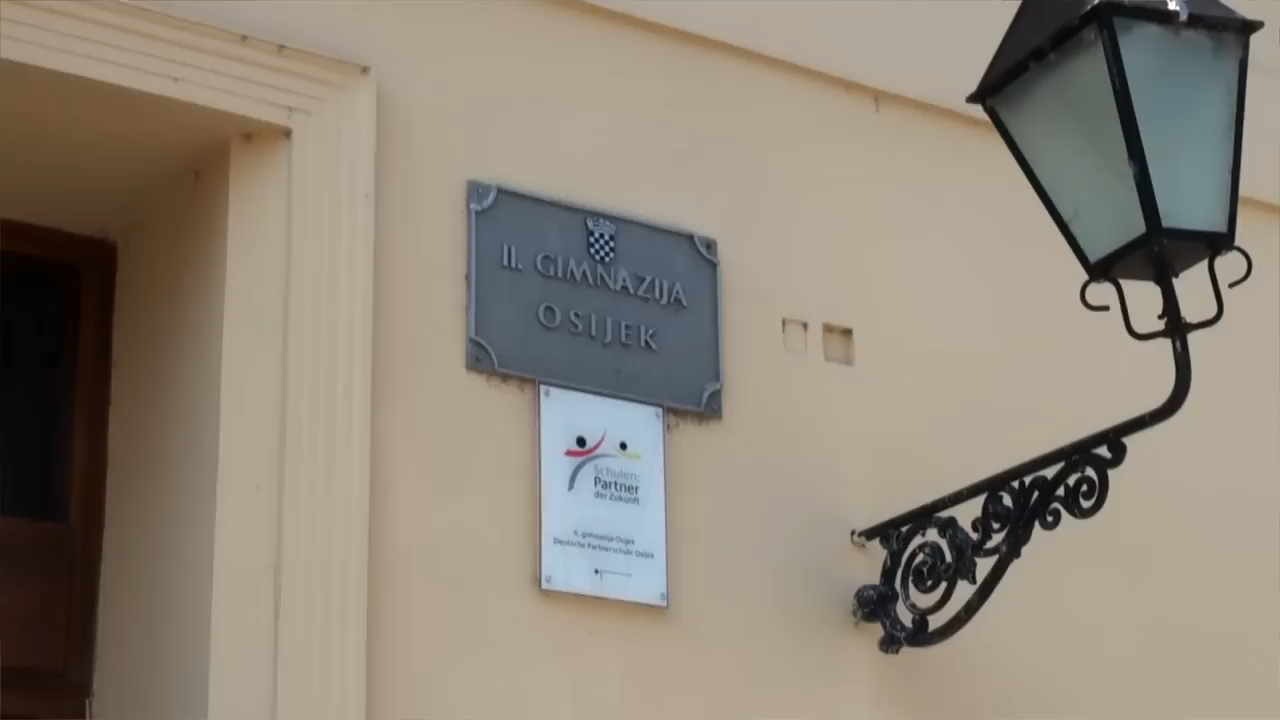 II. GIMNAZIJA
OSIJEK
Schulen:
Partner
der Zukunft
II. gimnazija Osijek
Deutsche Partnerschule Osijek